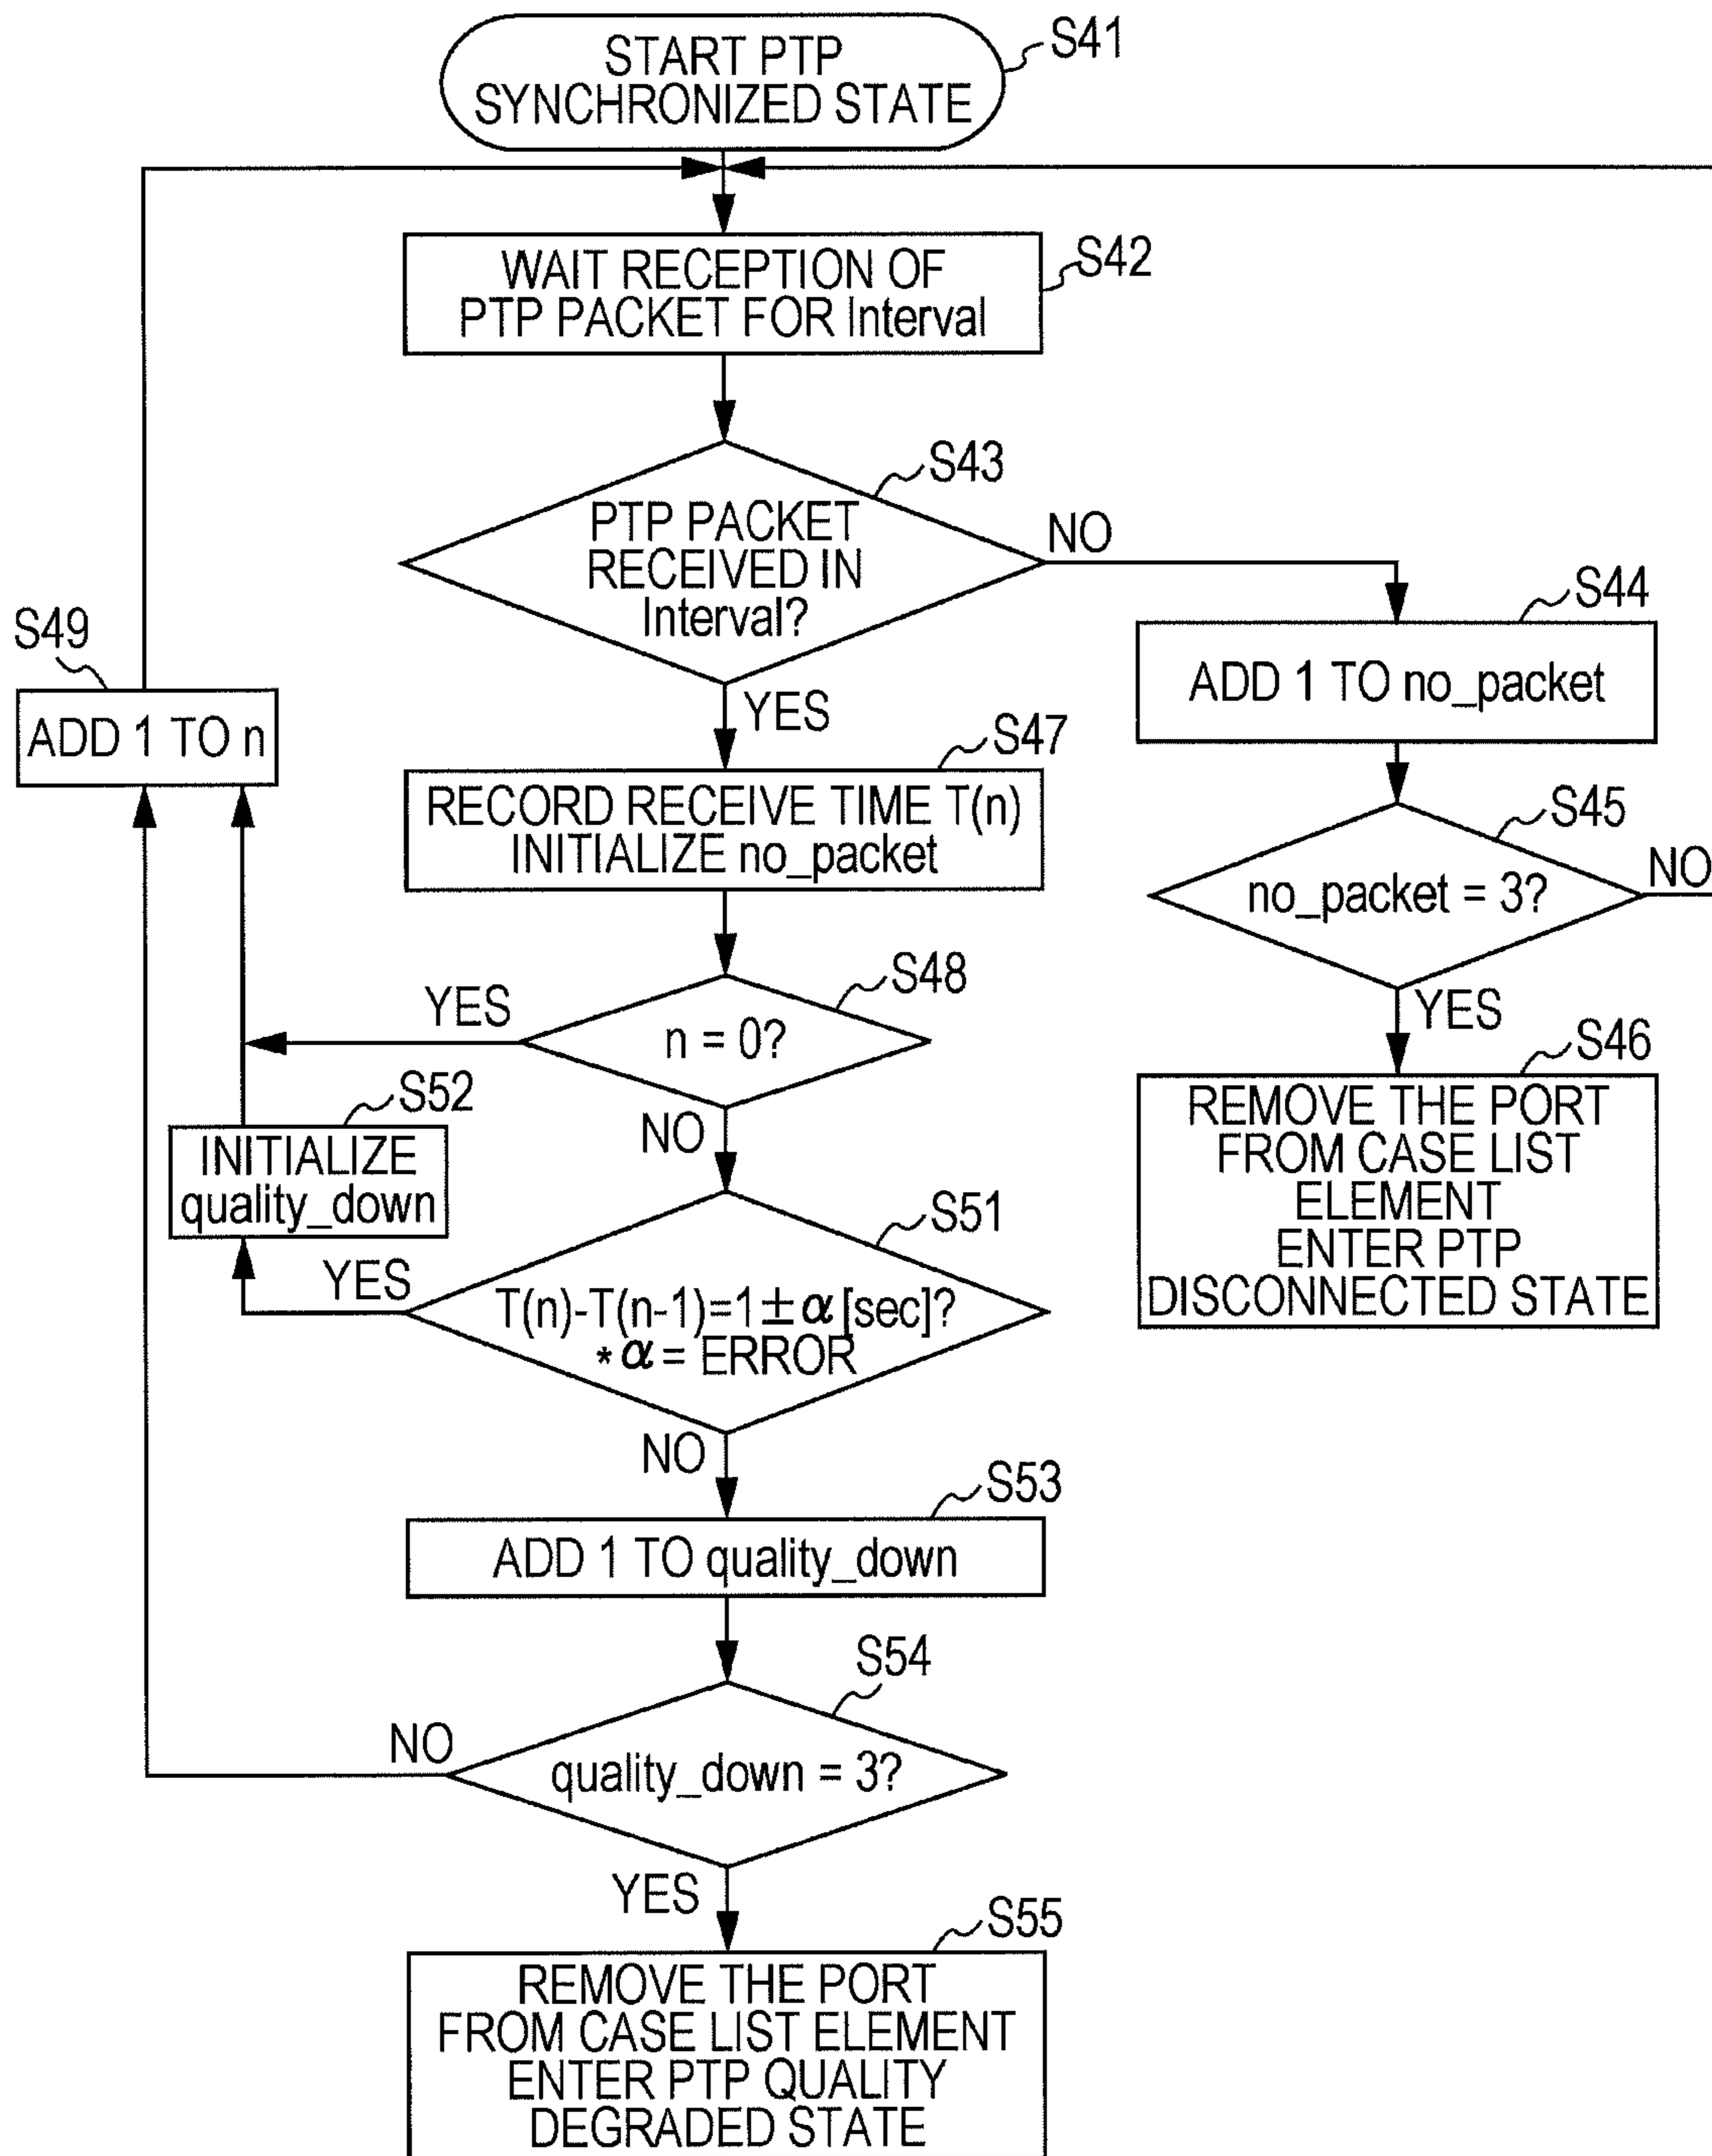 START PTP
SYNCHRONIZED STATE
S41
WAIT RECEPTION OF
PTP PACKET FOR Interval
S42
PTP PACKET
RECEIVED IN
Interval?
S43
NO
YES
S44
ADD 1 TO no_packet
S45
no_packet = 3?
NO
YES
S46
REMOVE THE PORT
FROM CASE LIST
ELEMENT
ENTER PTP
DISCONNECTED STATE
S47
RECORD RECEIVE TIME T(n)
INITIALIZE no_packet
S48
n = 0?
YES
NO
S49
ADD 1 TO n
S51
T(n)-T(n-1)=1±α[sec]?
*α= ERROR
YES
NO
S52
INITIALIZE
quality_down
S53
ADD 1 TO quality_down
S54
quality_down = 3?
NO
YES
S55
REMOVE THE PORT
FROM CASE LIST ELEMENT
ENTER PTP QUALITY
DEGRADED STATE